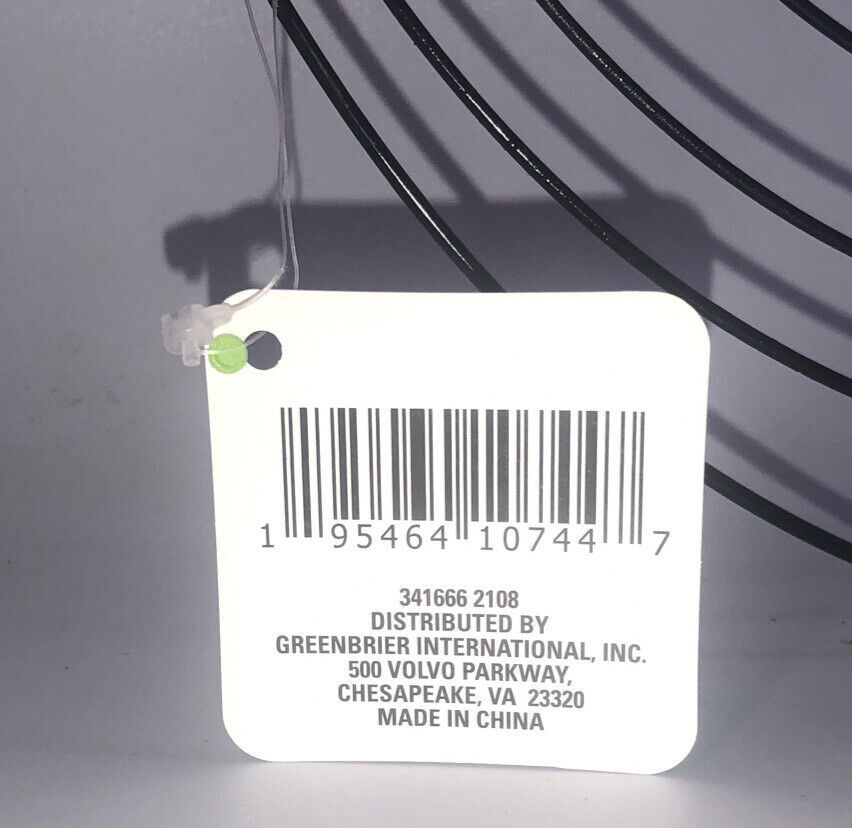 1 95464 10744 7
341666 2108
DISTRIBUTED BY
GREENBRIER INTERNATIONAL, INC.
500 VOLVO PARKWAY,
CHESAPEAKE, VA 23320
MADE IN CHINA